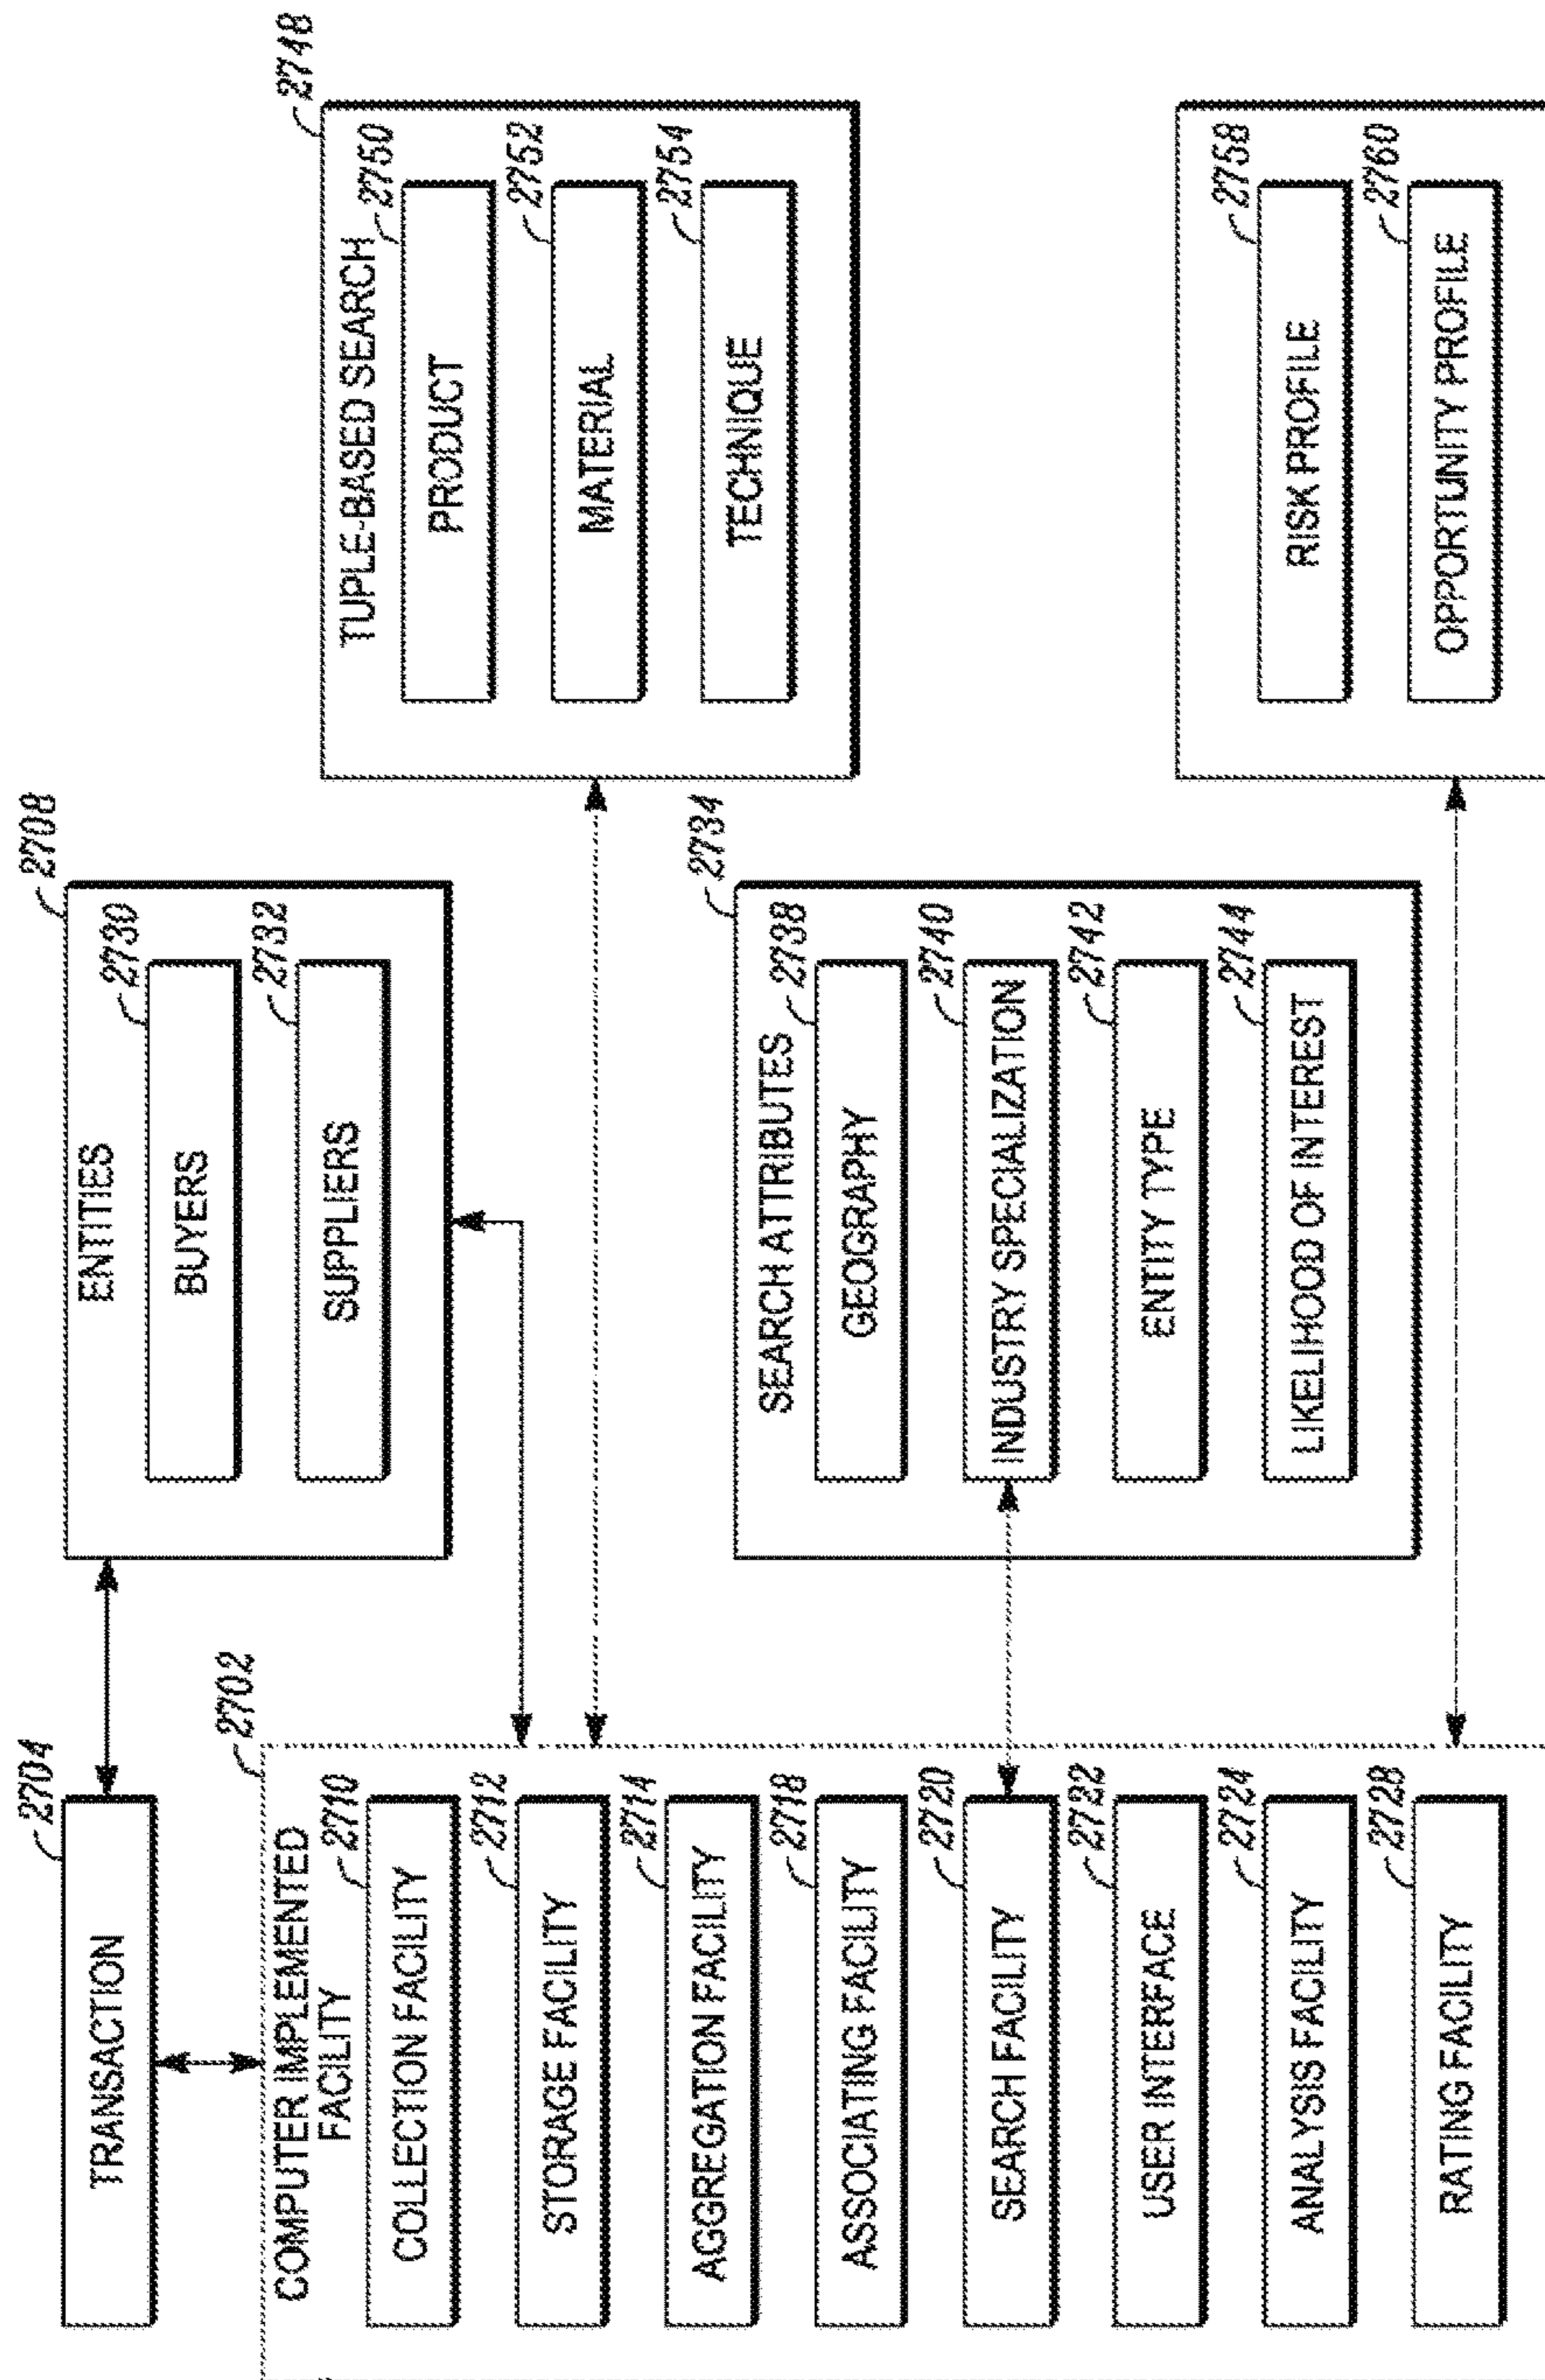 TRANSACTION
2704
COMPUTER IMPLEMENTED
FACILITY
2702
COLLECTION FACILITY
2710
STORAGE FACILITY
2712
AGGREGATION FACILITY
2714
ASSOCIATING FACILITY
2718
SEARCH FACILITY
2720
USER INTERFACE
2722
ANALYSIS FACILITY
2724
RATING FACILITY
2728
ENTITIES
2708
BUYERS
2730
SUPPLIERS
2732
SEARCH ATTRIBUTES
2734
GEOGRAPHY
2738
INDUSTRY SPECIALIZATION
2740
ENTITY TYPE
2742
LIKELIHOOD OF INTEREST
2744
TUPLE-BASED SEARCH
2748
PRODUCT
2750
MATERIAL
2752
TECHNIQUE
2754
RISK PROFILE
2758
OPPORTUNITY PROFILE
2760